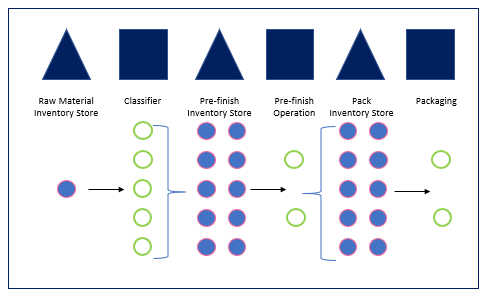 Raw Material
Inventory Store
Classifier
Pre-finish
Inventory Store
Pre-finish
Operation
Pack
Inventory Store
Packaging